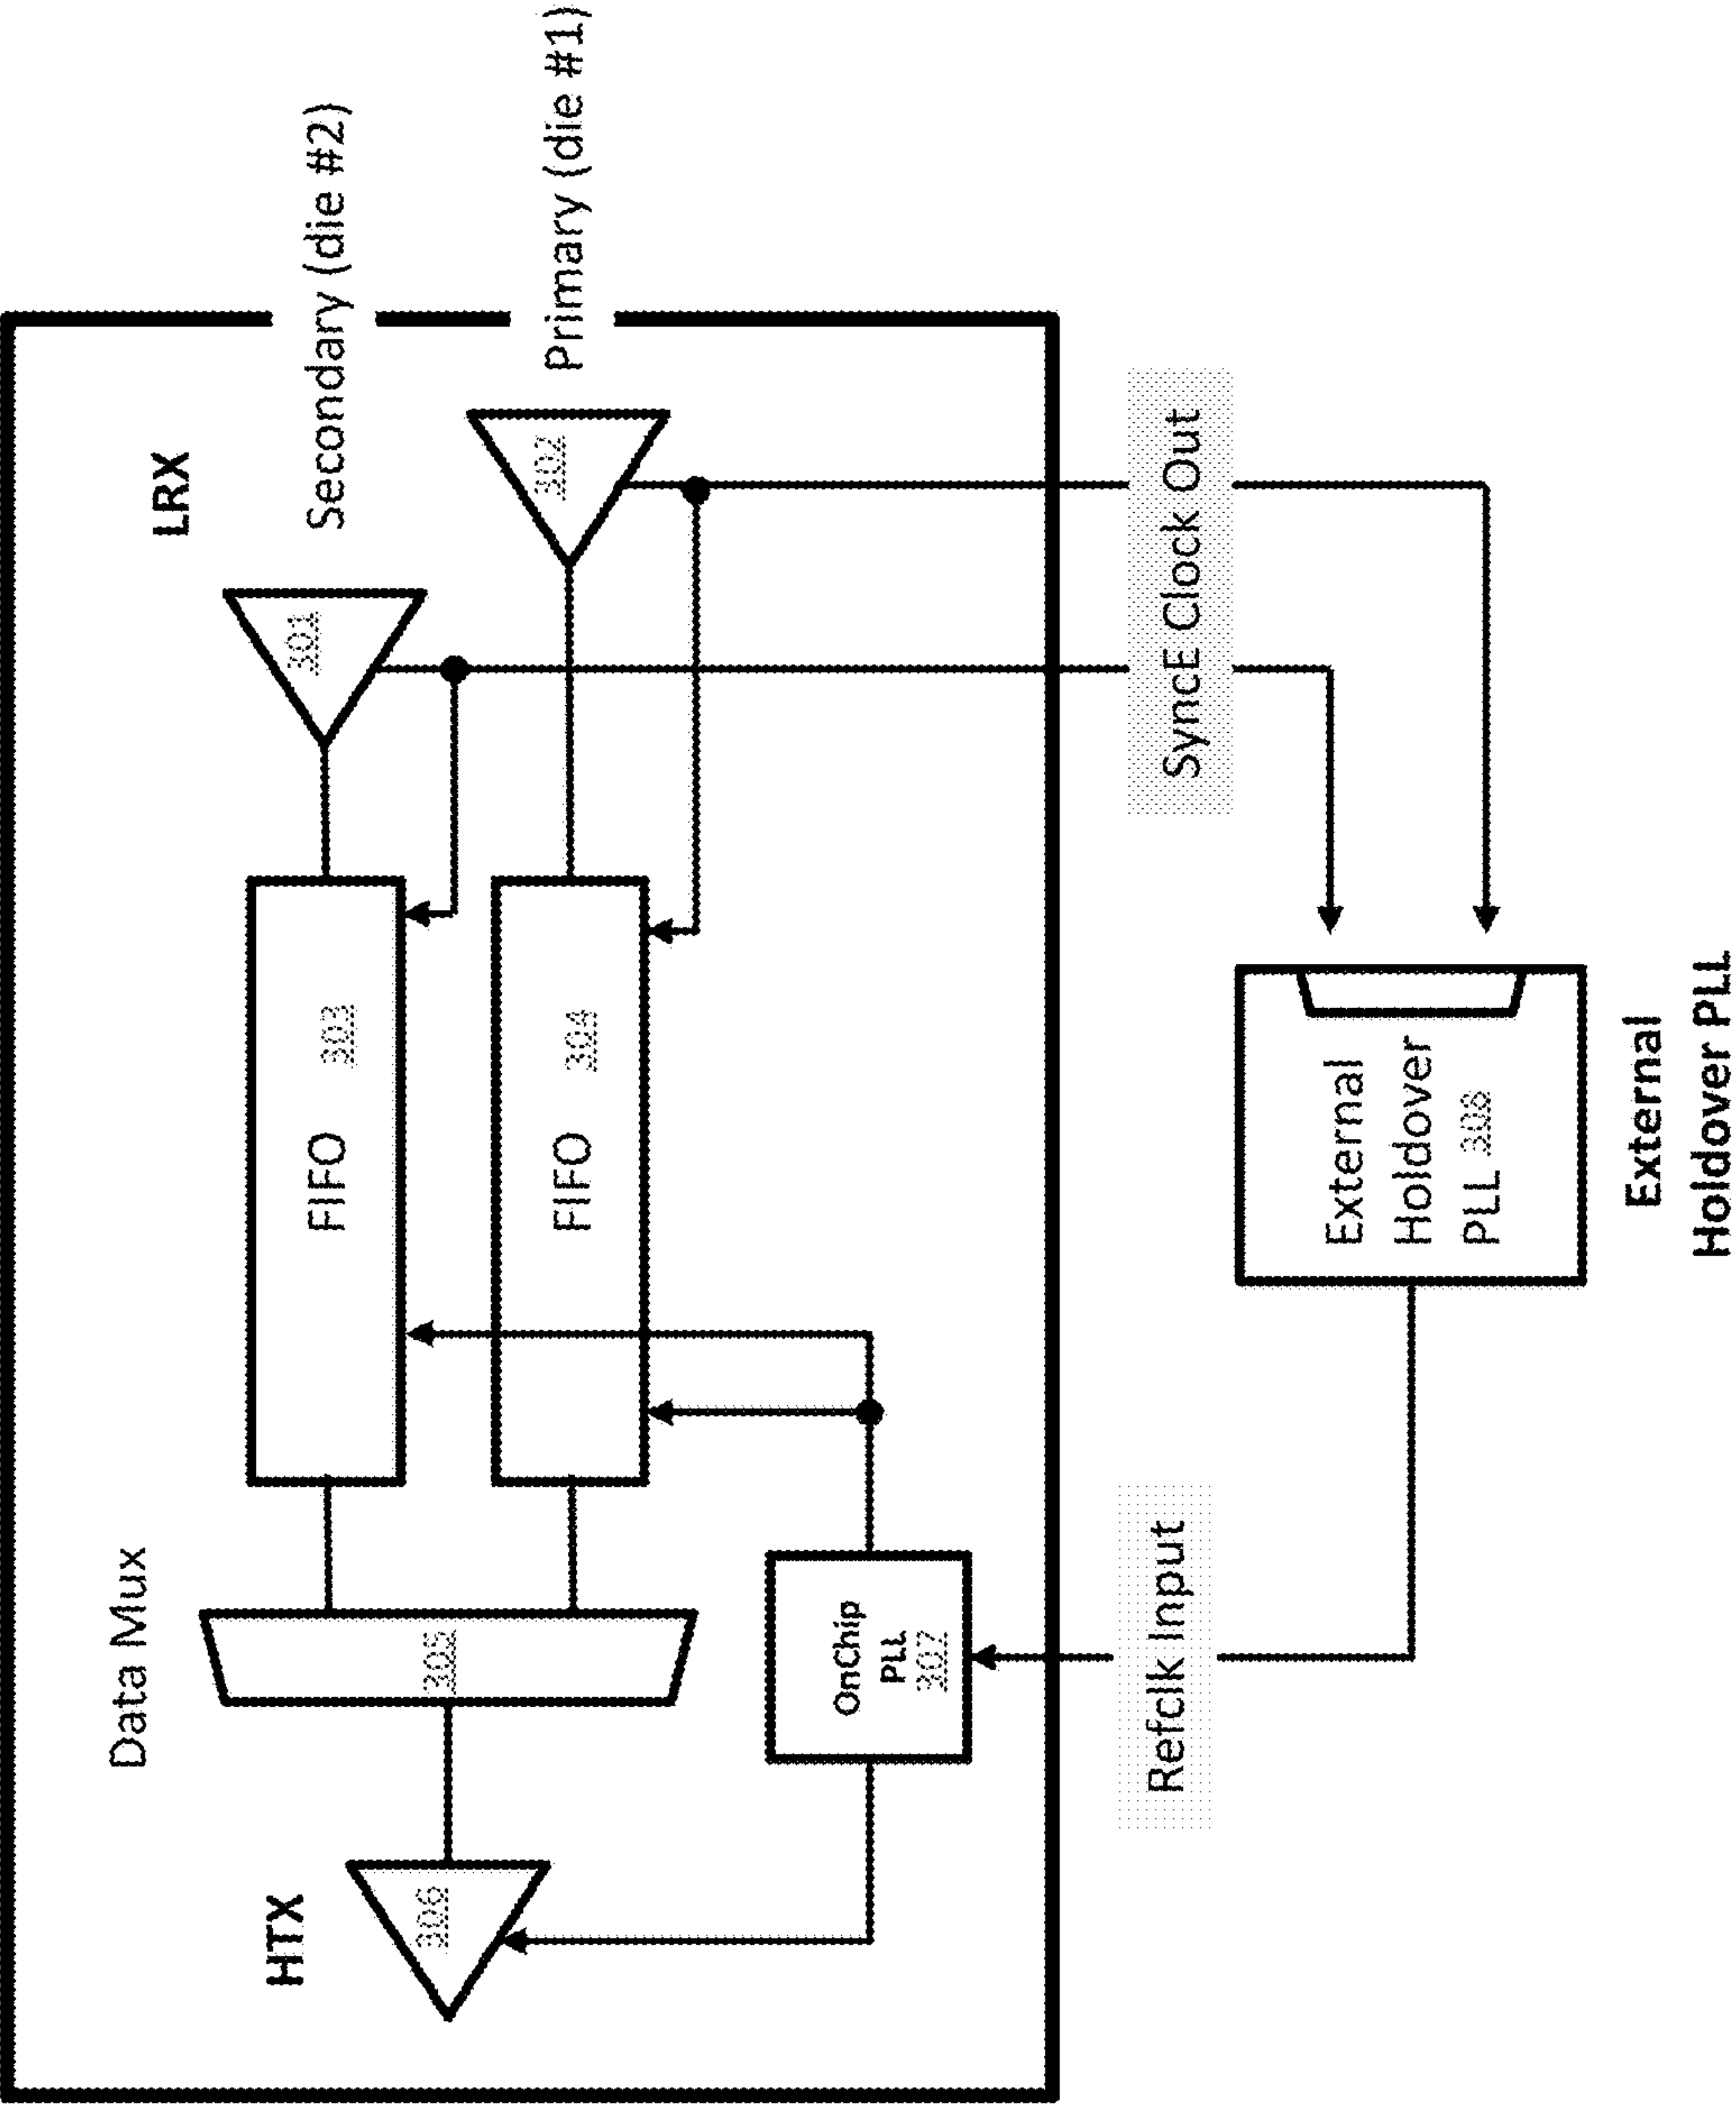 LRX
Secondary (die #2)
301
Primary (die #1)
302
FIFO 303
FIFO 304
Data Mux
305
HTX
306
OnChip
PLL
307
SyncE Clock Out
Refclk Input
External
Holdover
PLL 308
External
Holdover PLL